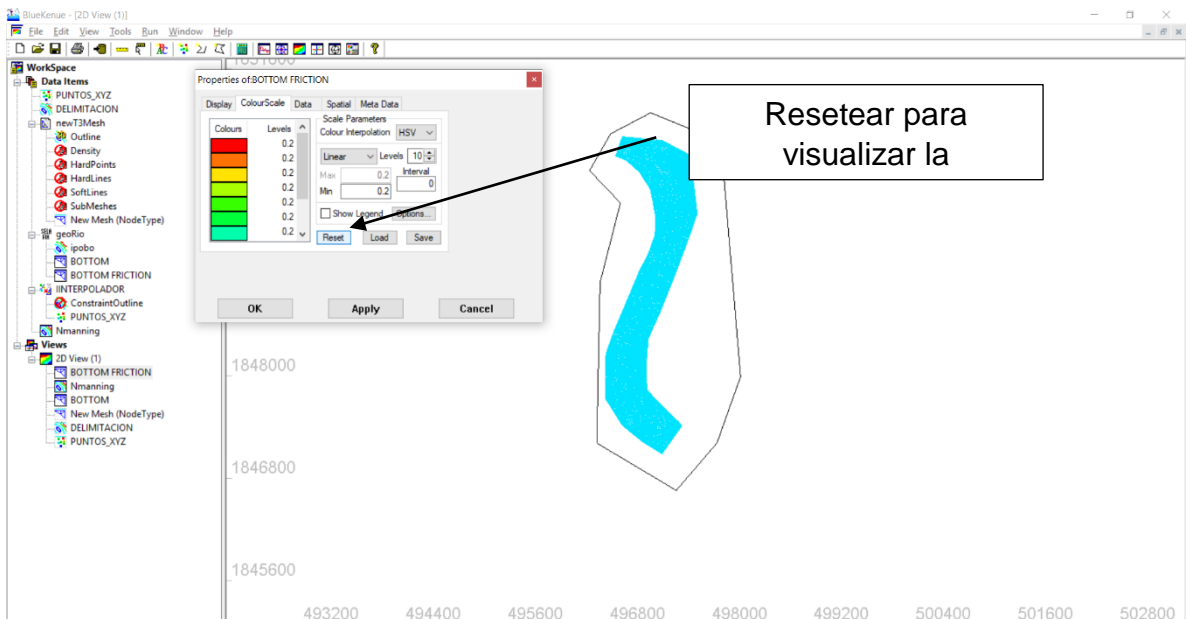 BlueKenue - [2D View (1)]
File Edit View Tools Run Window Help
WorkSpace
Data Items
PUNTOS_XYZ
DELIMITACION
newT3Mesh
Outline
Density
HardPoints
HardLines
SoftLines
SubMeshes
New Mesh (NodeType)
geoRio
ipobo
BOTTOM
BOTTOM FRICTION
IINTERPOLADOR
ConstraintOutline
PUNTOS_XYZ
Nmanning
Views
2D View (1)
BOTTOM FRICTION
Nmanning
BOTTOM
New Mesh (NodeType)
DELIMITACION
PUNTOS_XYZ
Properties of:BOTTOM FRICTION
Display ColourScale Data Spatial Meta Data
Colours Levels
0.2
0.2
0.2
0.2
0.2
0.2
0.2
Scale Parameters
Colour Interpolation HSV
Linear Levels 10
Max 0.2 Interval
Min 0.2 0
Show Legend Options...
Reset Load Save
OK Apply Cancel
Resetear para
visualizar la
1851600
1848000
1846800
1845600
493200 494400 495600 496800 498000 499200 500400 501600 502800